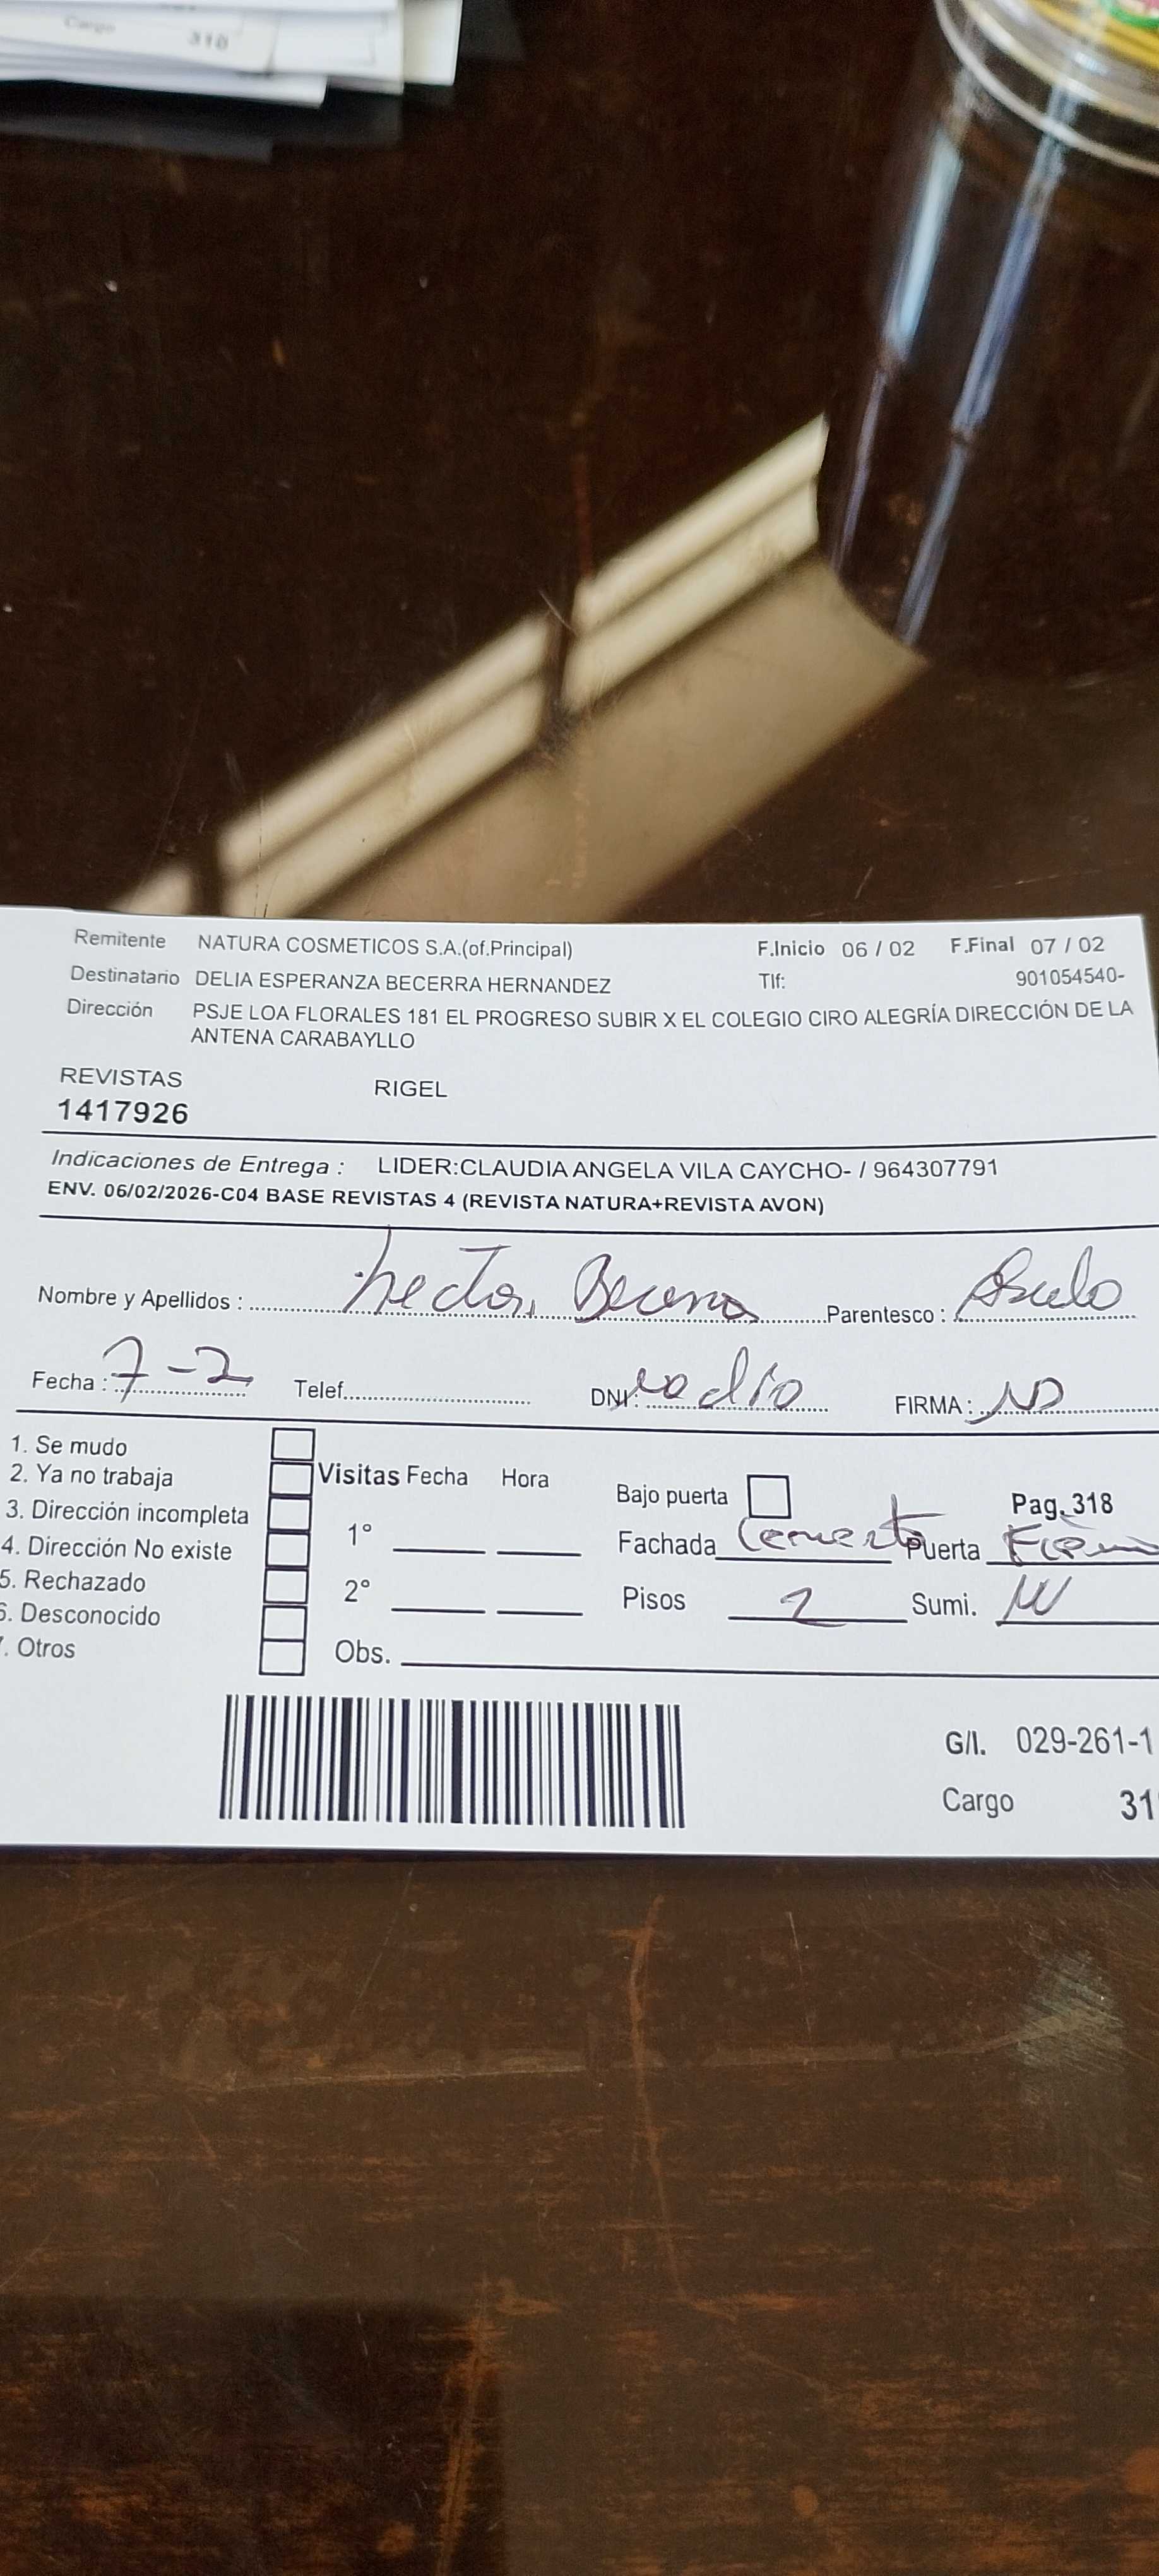 Cargo 310
Remitente NATURA COSMETICOS S.A.(of.Principal) F.Inicio 06 / 02 F.Final 07 / 02
Destinatario DELIA ESPERANZA BECERRA HERNANDEZ Tlf: 901054540-
Dirección PSJE LOA FLORALES 181 EL PROGRESO SUBIR X EL COLEGIO CIRO ALEGRÍA DIRECCIÓN DE LA
ANTENA CARABAYLLO
REVISTAS RIGEL
1417926
Indicaciones de Entrega : LIDER:CLAUDIA ANGELA VILA CAYCHO- / 964307791
ENV. 06/02/2026-C04 BASE REVISTAS 4 (REVISTA NATURA+REVISTA AVON)
Nombre y Apellidos : hector Becerra Parentesco :
Fecha : 7-2 Telef. DNI: no dio FIRMA :
1. Se mudo
2. Ya no trabaja Visitas Fecha Hora Bajo puerta Pag. 318
3. Dirección incompleta
4. Dirección No existe 1° Fachada Cemento Puerta
5. Rechazado 2° Pisos 2 Sumi.
6. Desconocido
. Otros Obs.
G/I. 029-261-1
Cargo 31